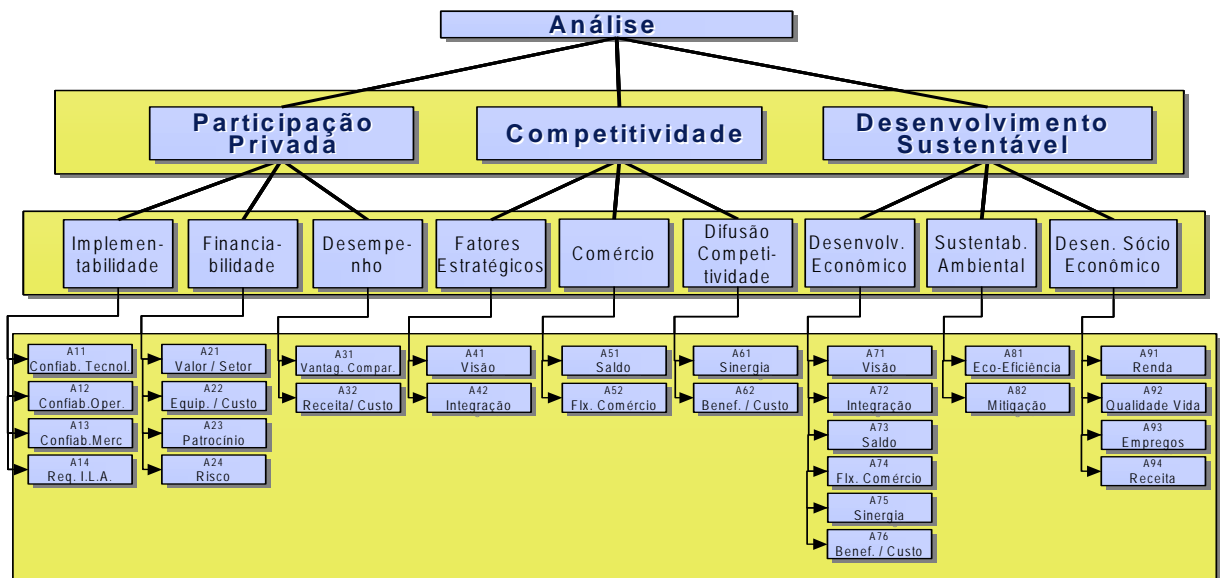 Análise
Participação
Privada
Competitividade
Desenvolvimento
Sustentável
Implemen-
tabilidade
Financia-
bilidade
Desempe-
nho
Fatores
Estratégicos
Comércio
Difusão
Competi-
tividade
Desenvolv.
Econômico
Sustentab.
Ambiental
Desen. Sócio
Econômico
A11
Confiab. Tecnol.
A12
Confiab.Oper.
A13
Confiab.Merc
A14
Req. I.L.A.
A21
Valor / Setor
A22
Equip. / Custo
A23
Patrocínio
A24
Risco
A31
Vantag. Compar.
A32
Receita/ Custo
A41
Visão
A42
Integração
A51
Saldo
A52
Flx. Comércio
A61
Sinergia
A62
Benef. / Custo
A71
Visão
A72
Integração
A73
Saldo
A74
Flx. Comércio
A75
Sinergia
A76
Benef. / Custo
A81
Eco-Eficiência
A82
Mitigação
A91
Renda
A92
Qualidade Vida
A93
Empregos
A94
Receita